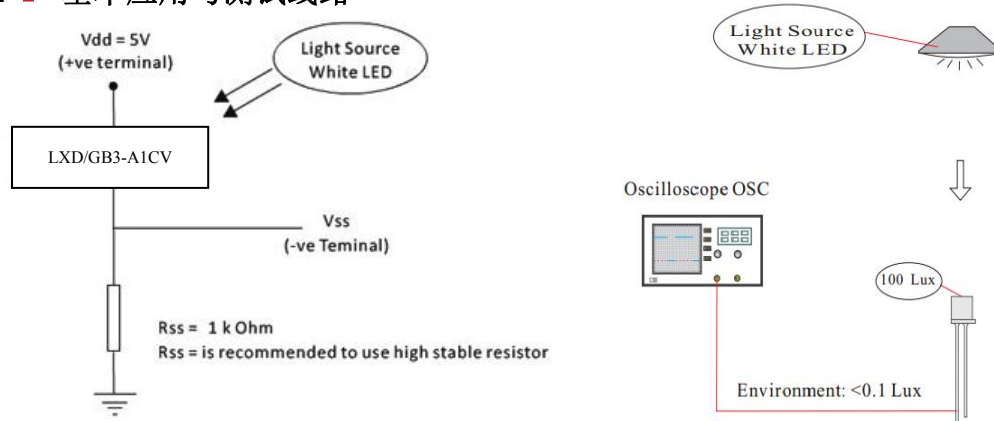 基本应用与测试线路
Vdd = 5V
(+ve terminal)
Light Source
White LED
LXD/GB3-A1CV
Vss
(-ve Teminal)
Rss = 1 k Ohm
Rss = is recommended to use high stable resistor
Light Source
White LED
Oscilloscope OSC
100 Lux
Environment: <0.1 Lux